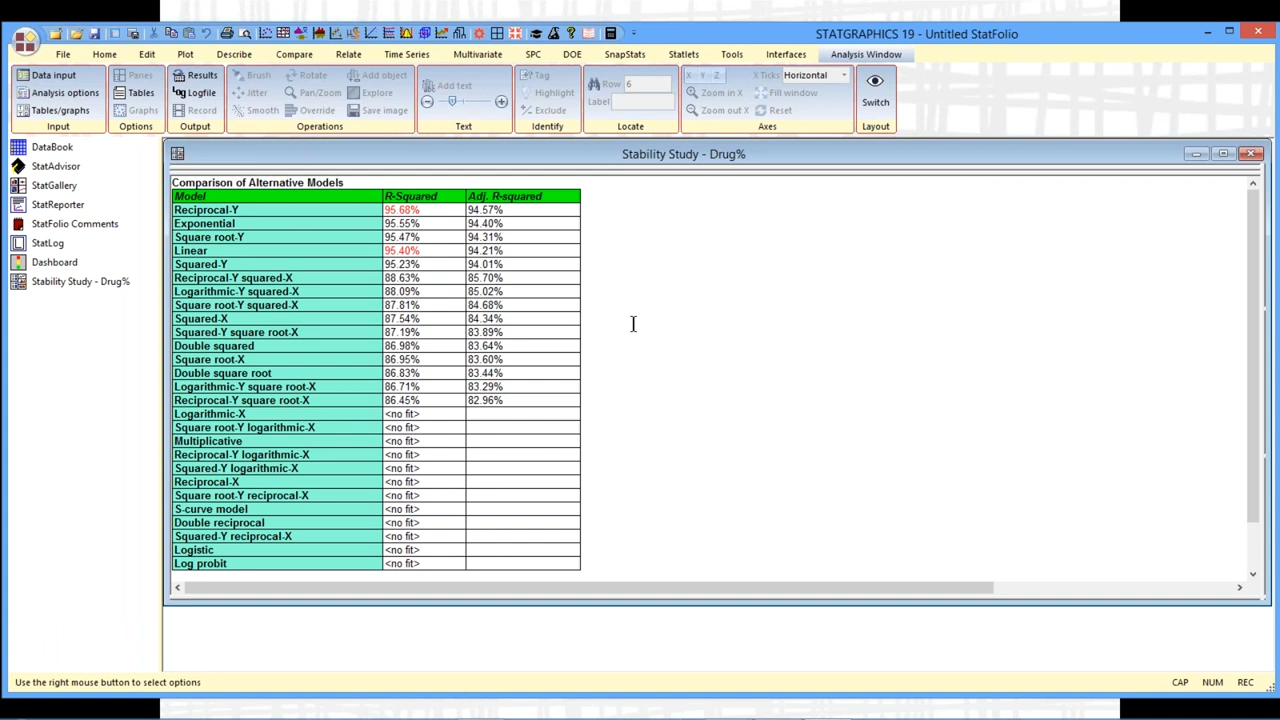 STATGRAPHICS 19 - Untitled StatFolio
File Home Edit Plot Describe Compare Relate Time Series Multivariate SPC DOE SnapStats Statlets Tools Interfaces Analysis Window
Data input Panes Results Brush Rotate Add object Add text Tag Row 6 X Y Z X Ticks Horizontal
Analysis options Tables Logfile Jitter Pan/Zoom Explore Highlight Label Zoom in X Fill window Switch
Tables/graphs Graphs Record Smooth Override Save image Exclude Zoom out X Reset
Input Options Output Operations Text Identify Locate Axes Layout
DataBook
StatAdvisor
StatGallery
StatReporter
StatFolio Comments
StatLog
Dashboard
Stability Study - Drug%
Stability Study - Drug%
Comparison of Alternative Models
Model R-Squared Adj. R-squared
Reciprocal-Y 95.68% 94.57%
Exponential 95.55% 94.40%
Square root-Y 95.47% 94.31%
Linear 95.40% 94.21%
Squared-Y 95.23% 94.01%
Reciprocal-Y squared-X 88.63% 85.70%
Logarithmic-Y squared-X 88.09% 85.02%
Square root-Y squared-X 87.81% 84.68%
Squared-X 87.54% 84.34%
Squared-Y square root-X 87.19% 83.89%
Double squared 86.98% 83.64%
Square root-X 86.95% 83.60%
Double square root 86.83% 83.44%
Logarithmic-Y square root-X 86.71% 83.29%
Reciprocal-Y square root-X 86.45% 82.96%
Logarithmic-X <no fit>
Square root-Y logarithmic-X <no fit>
Multiplicative <no fit>
Reciprocal-Y logarithmic-X <no fit>
Squared-Y logarithmic-X <no fit>
Reciprocal-X <no fit>
Square root-Y reciprocal-X <no fit>
S-curve model <no fit>
Double reciprocal <no fit>
Squared-Y reciprocal-X <no fit>
Logistic <no fit>
Log probit <no fit>
Use the right mouse button to select options CAP NUM REC